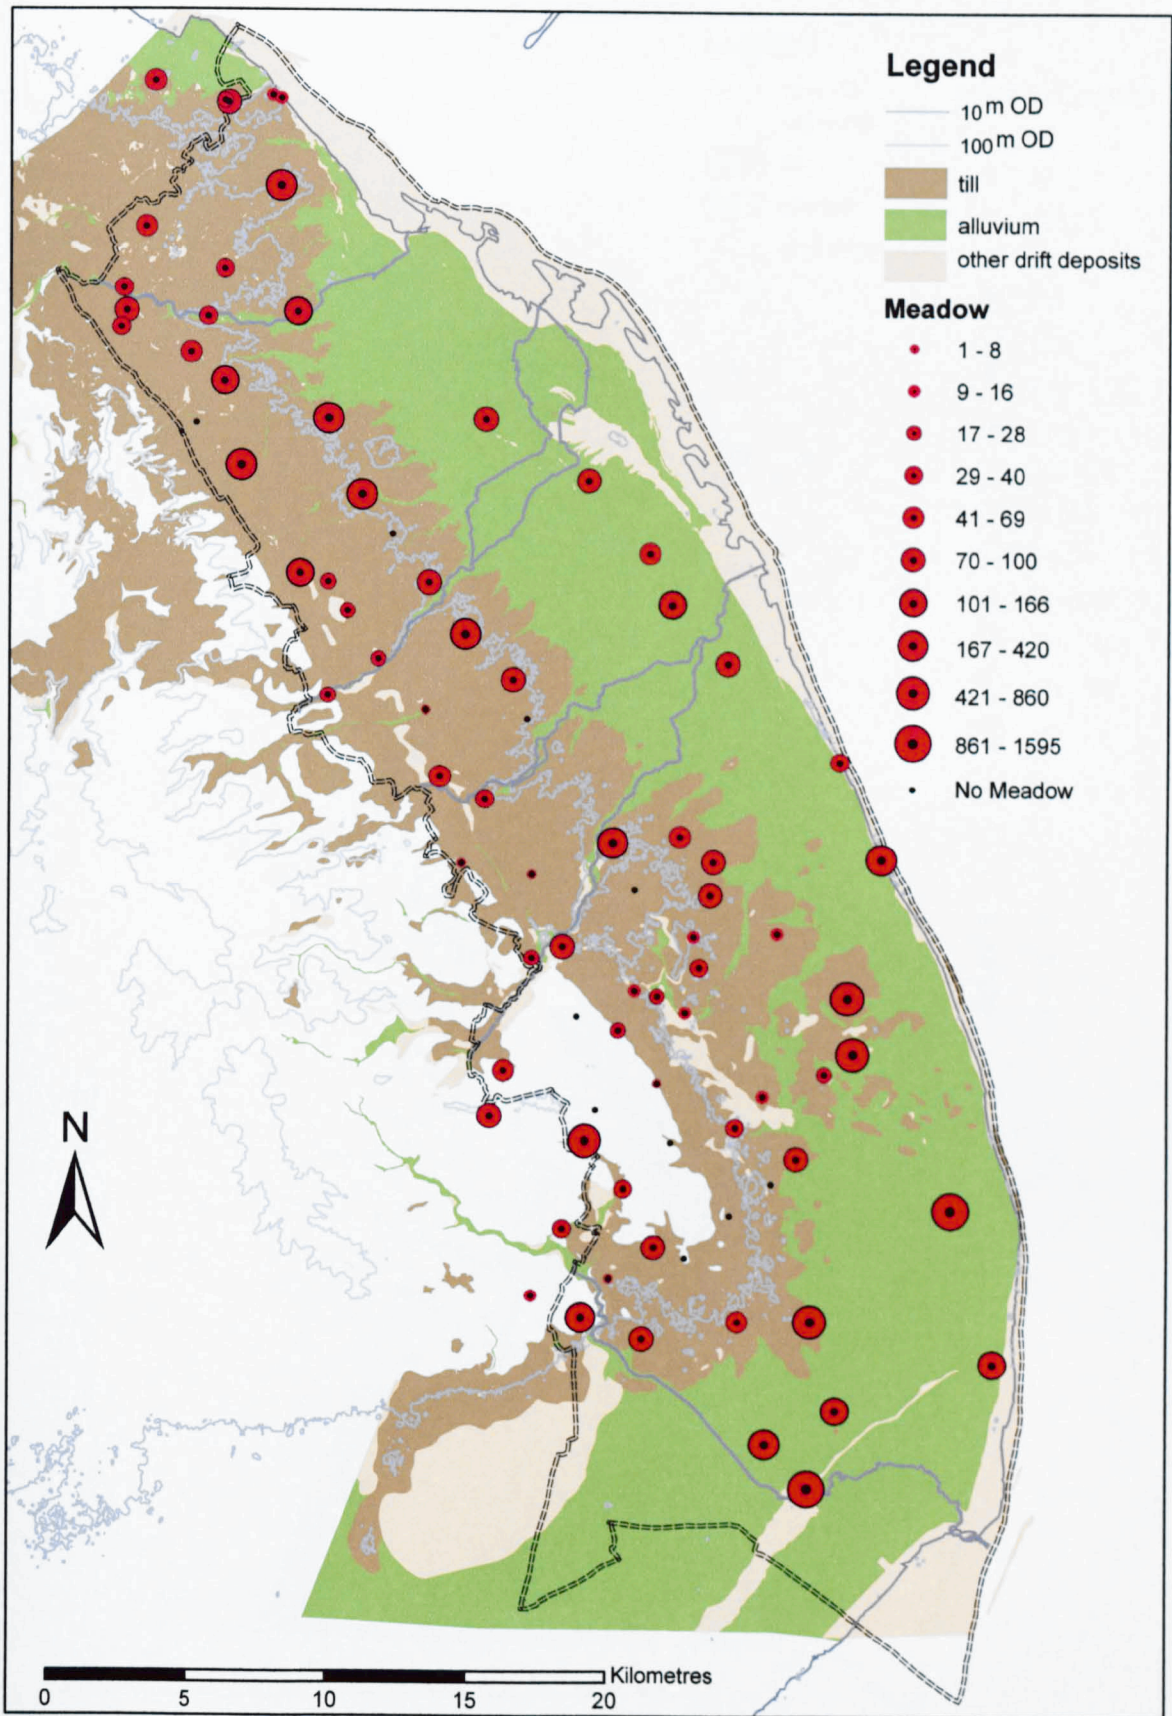 Legend
10 m OD
100 m OD
till
alluvium
other drift deposits
Meadow
1 - 8
9 - 16
17 - 28
29 - 40
41 - 69
70 - 100
101 - 166
167 - 420
421 - 860
861 - 1595
No Meadow
N
Kilometres
0 5 10 15 20